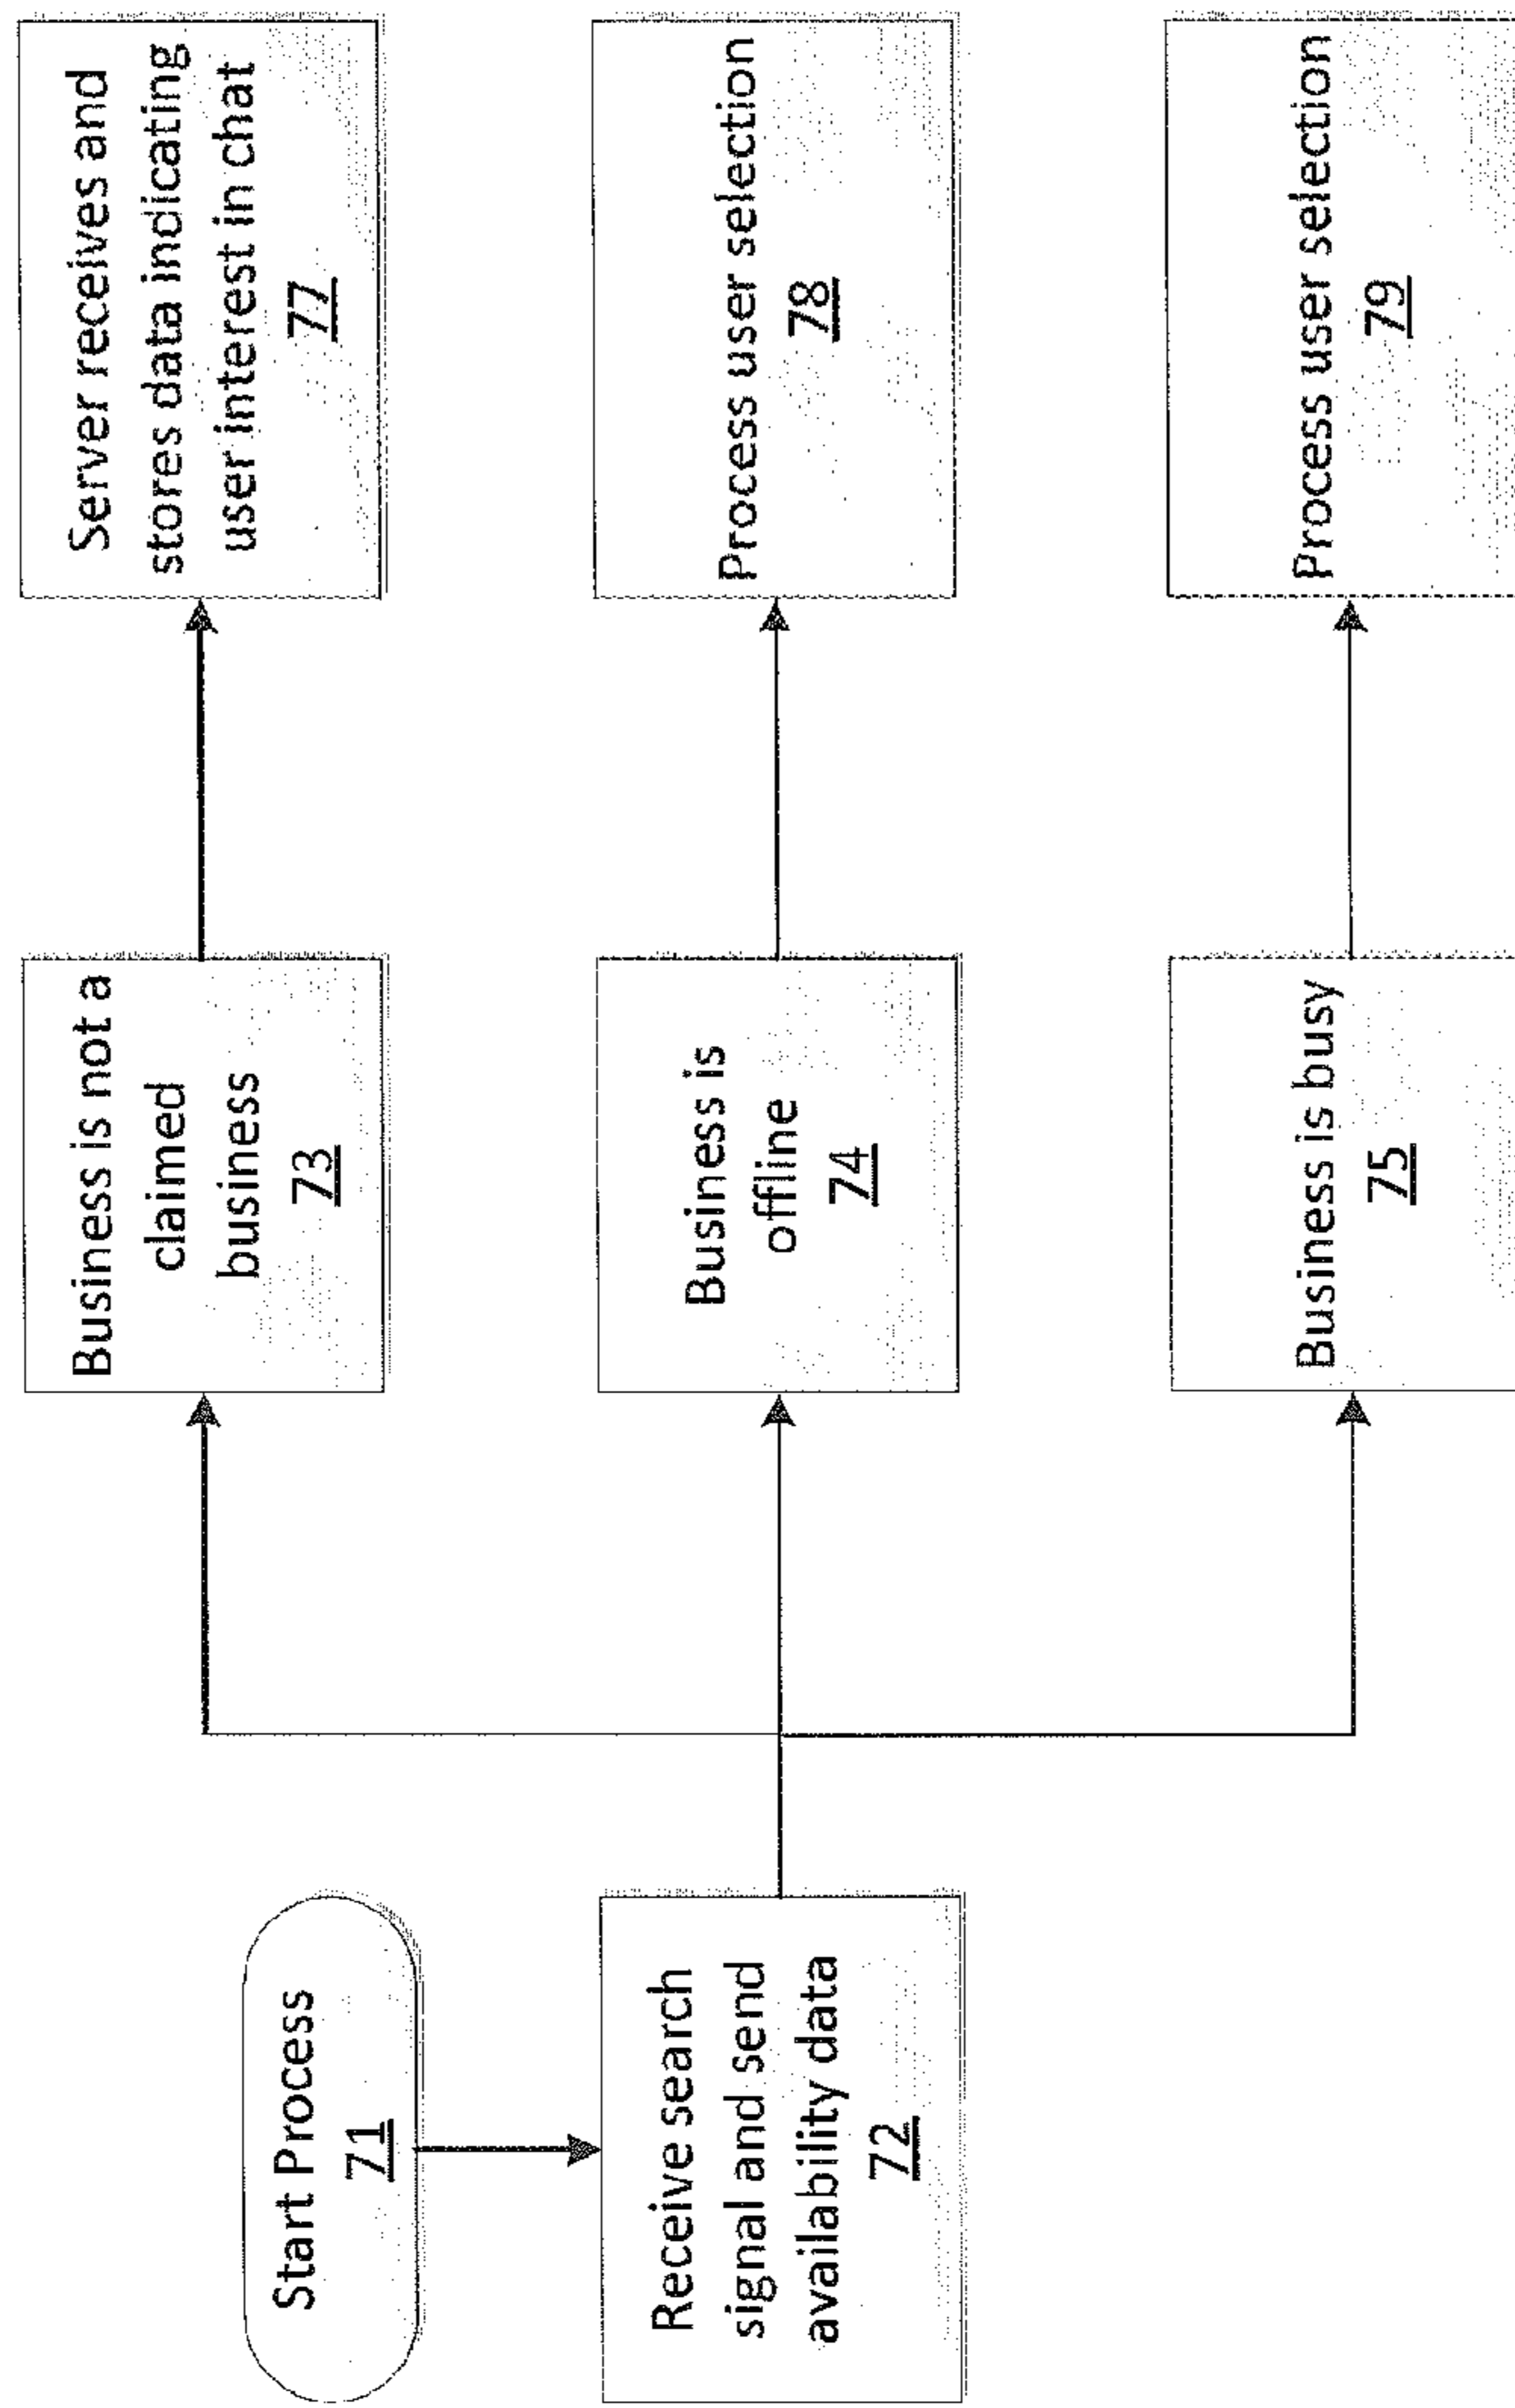 Start Process
71
Receive search
signal and send
availability data
72
Business is not a
claimed
business
73
Server receives and
stores data indicating
user interest in chat
77
Business is
offline
74
Process user selection
78
Business is busy
75
Process user selection
79